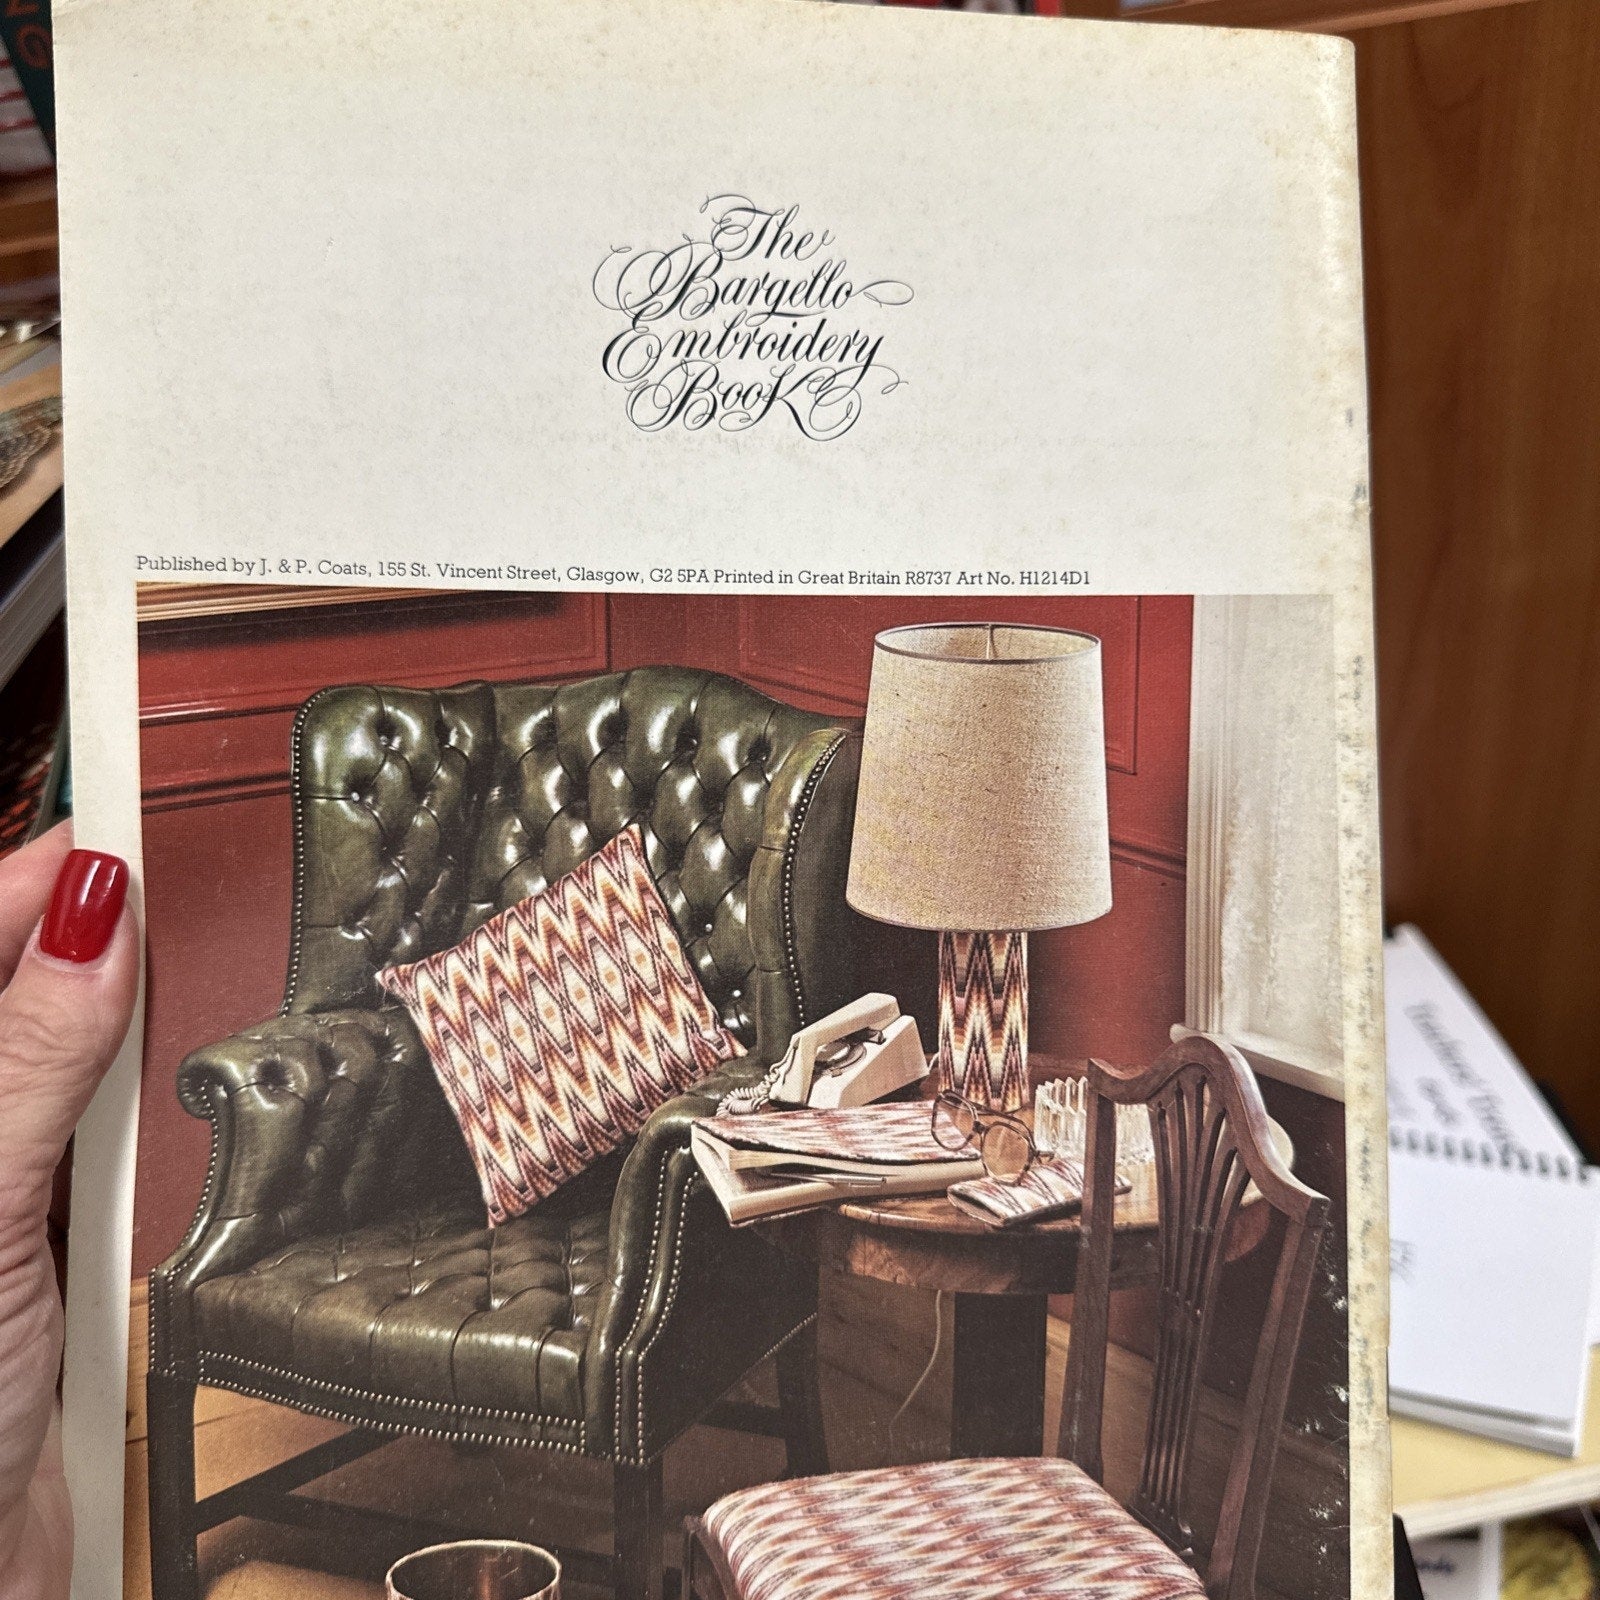 The
Bargello
Embroidery
Book
Published by J. & P. Coats, 155 St. Vincent Street, Glasgow, G2 5PA Printed in Great Britain R8737 Art No. H1214D1